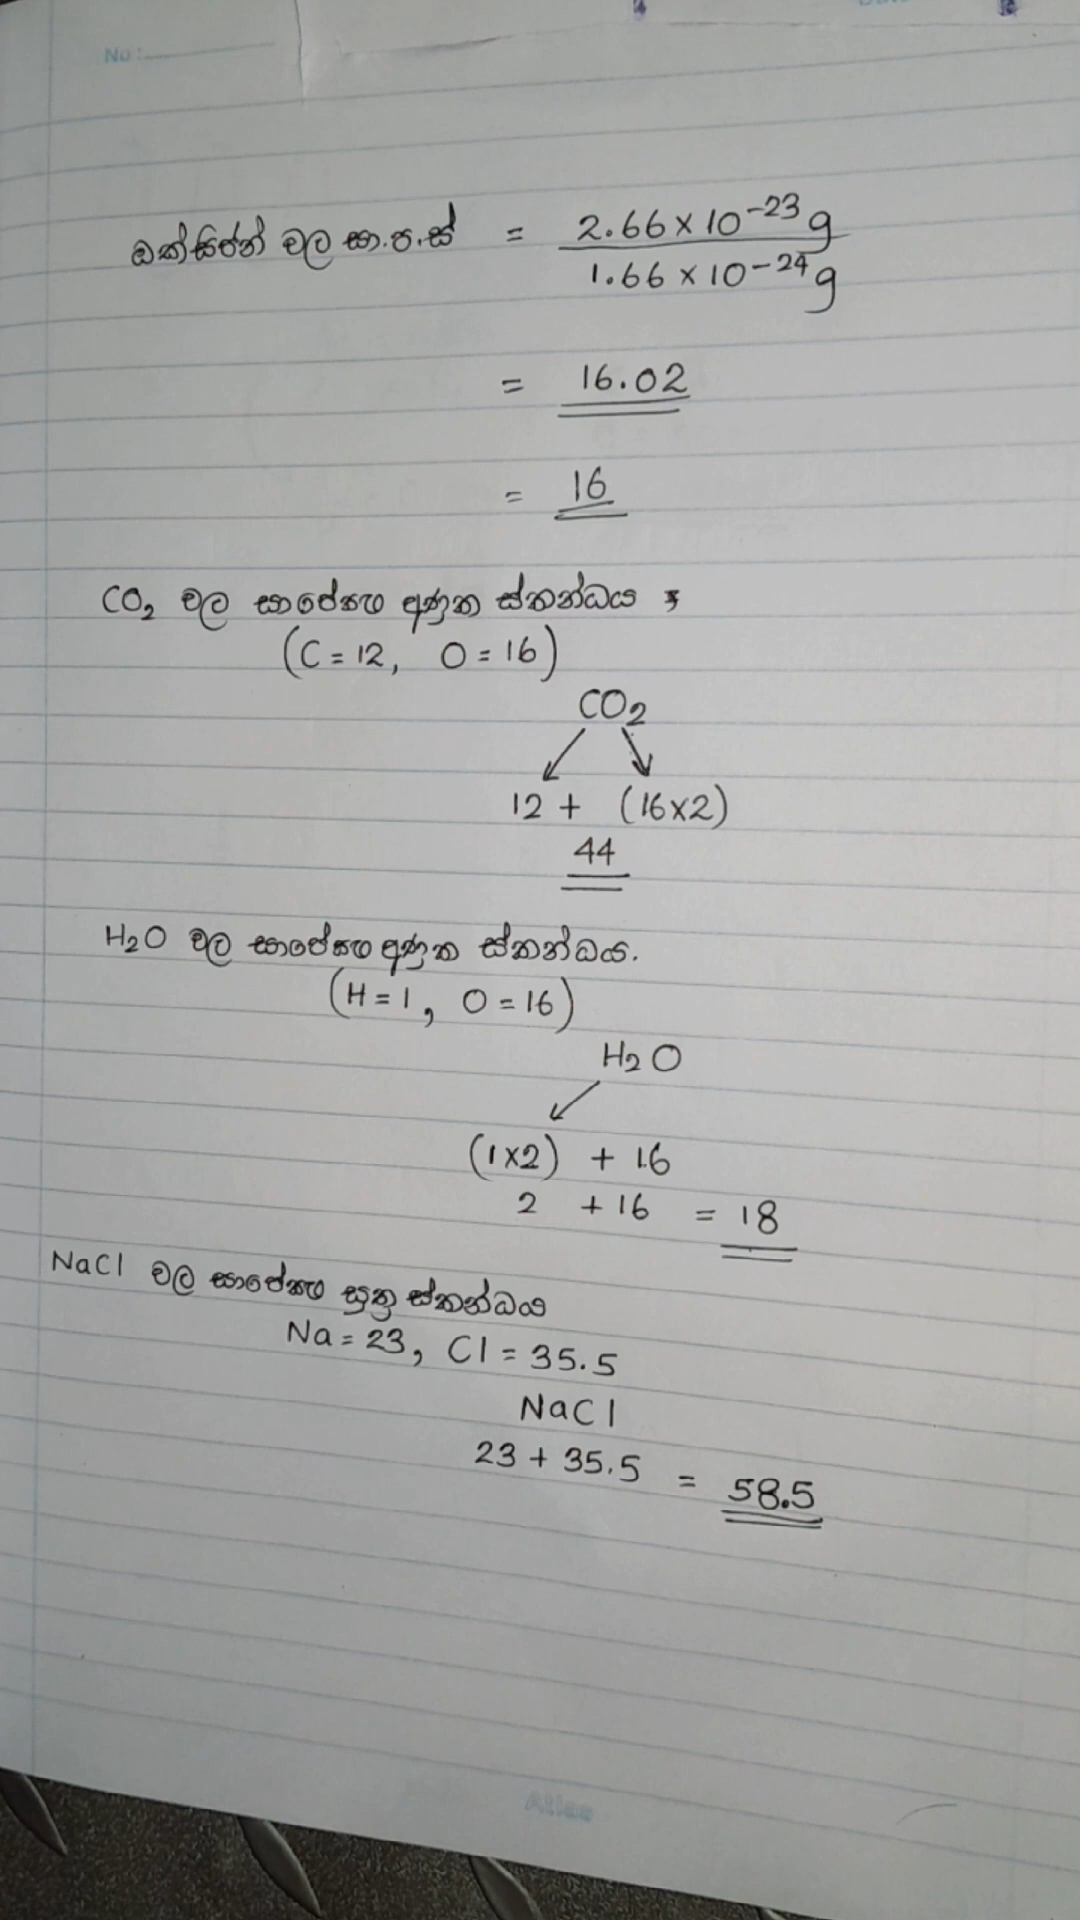 No :
ඔක්සිජන් වල සා.ප.ස් = 2.66 × 10⁻²³ g
1.66 × 10⁻²⁴ g
= 16.02
= 16
CO₂ වල සාපේක්ෂ අණුක ස්කන්ධය
(C = 12, O = 16)
CO₂
12 + (16×2)
44
H₂O වල සාපේක්ෂ අණුක ස්කන්ධය.
(H = 1, O = 16)
H₂O
(1×2) + 16
2 + 16 = 18
NaCl වල සාපේක්ෂ සුත්‍ර ස්කන්ධය
Na = 23, Cl = 35.5
NaCl
23 + 35.5 = 58.5
Atlas